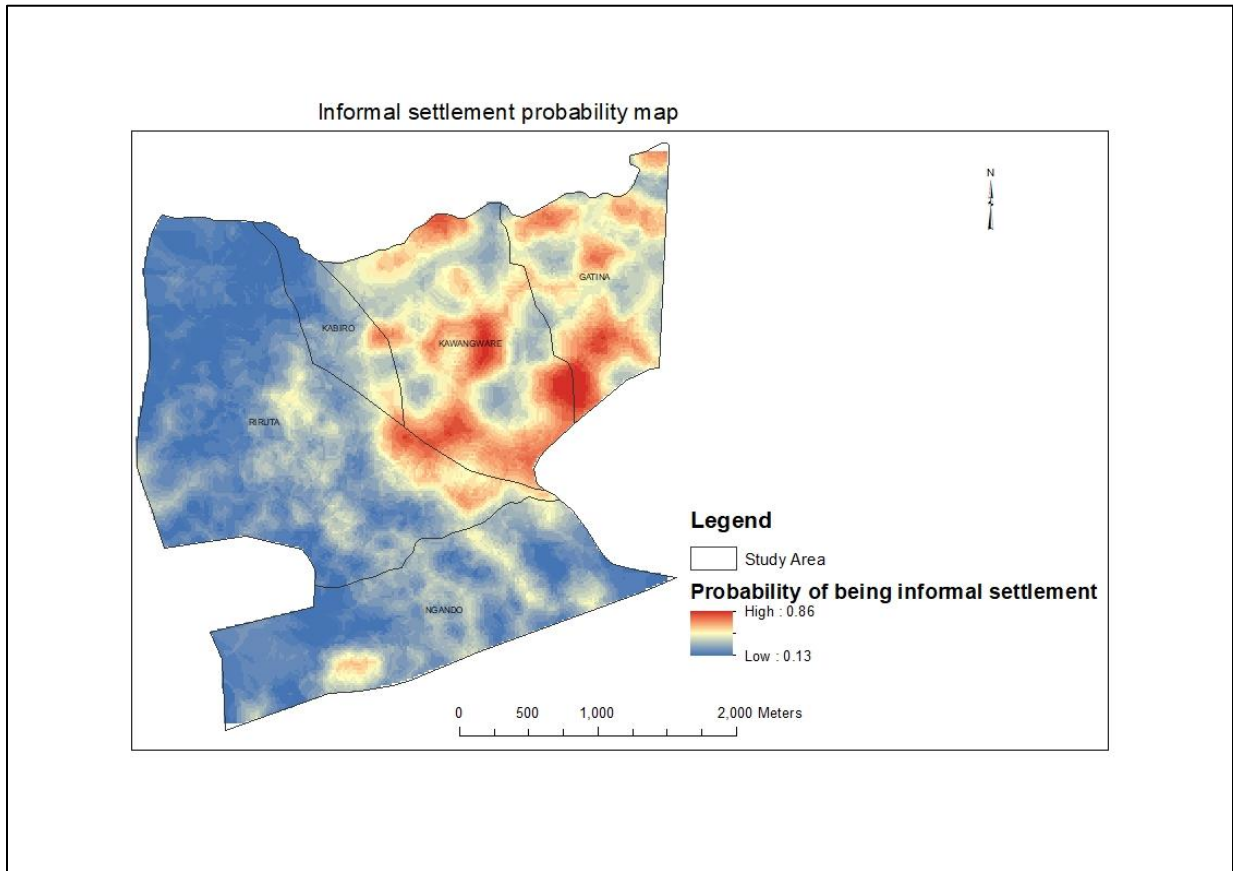 Informal settlement probability map
N
GATINA
KABIRO
KAWANGWARE
RIRUTA
Legend
Study Area
Probability of being informal settlement
High : 0.86
Low : 0.13
NGANDO
0 500 1,000 2,000 Meters